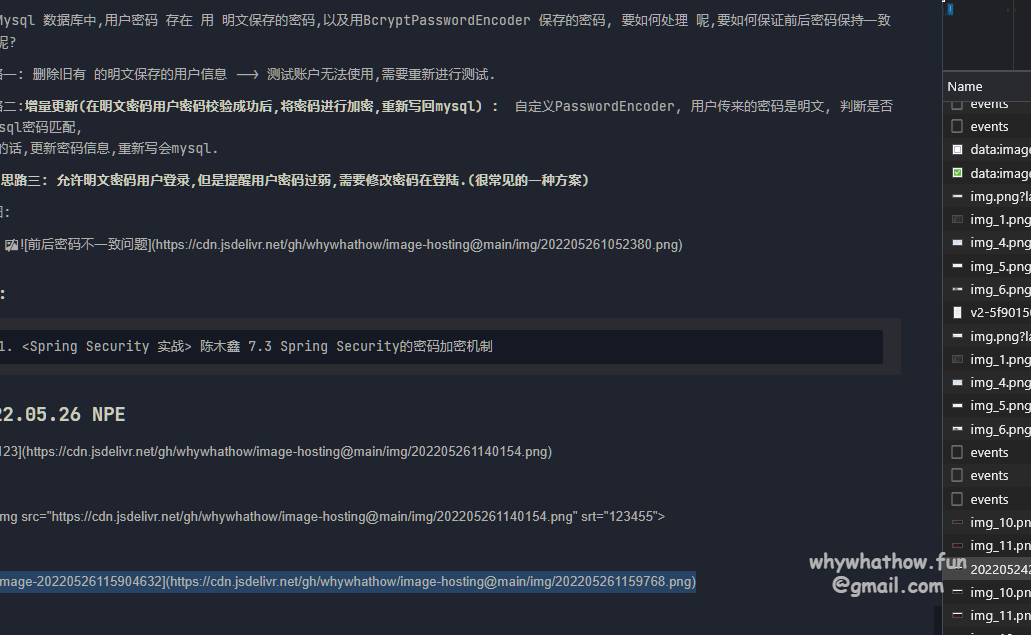 Mysql 数据库中,用户密码 存在 用 明文保存的密码,以及用BcryptPasswordEncoder 保存的密码, 要如何处理 呢,要如何保证前后密码保持一致
呢?
路一: 删除旧有 的明文保存的用户信息 ——> 测试账户无法使用,需要重新进行测试.
路二:增量更新(在明文密码用户密码校验成功后,将密码进行加密,重新写回mysql) : 自定义PasswordEncoder, 用户传来的密码是明文, 判断是否
sql密码匹配,
的话,更新密码信息,重新写会mysql.
思路三: 允许明文密码用户登录,但是提醒用户密码过弱,需要修改密码在登陆.(很常见的一种方案)
:
![前后密码不一致问题](https://cdn.jsdelivr.net/gh/whywhathow/image-hosting@main/img/202205261052380.png)
:
1. <Spring Security 实战> 陈木鑫 7.3 Spring Security的密码加密机制
22.05.26 NPE
123](https://cdn.jsdelivr.net/gh/whywhathow/image-hosting@main/img/202205261140154.png)
mg src="https://cdn.jsdelivr.net/gh/whywhathow/image-hosting@main/img/202205261140154.png" srt="123455">
image-20220526115904632](https://cdn.jsdelivr.net/gh/whywhathow/image-hosting@main/img/202205261159768.png)
Name
events
events
data:image
data:image
img.png?la
img_1.png
img_4.png
img_5.png
img_6.png
v2-5f9015
img.png?la
img_1.png
img_4.png
img_5.png
img_6.png
events
events
events
img_10.pn
img_11.pn
202205242
img_10.pn
img_11.pn
whywhathow.fun
@gmail.com